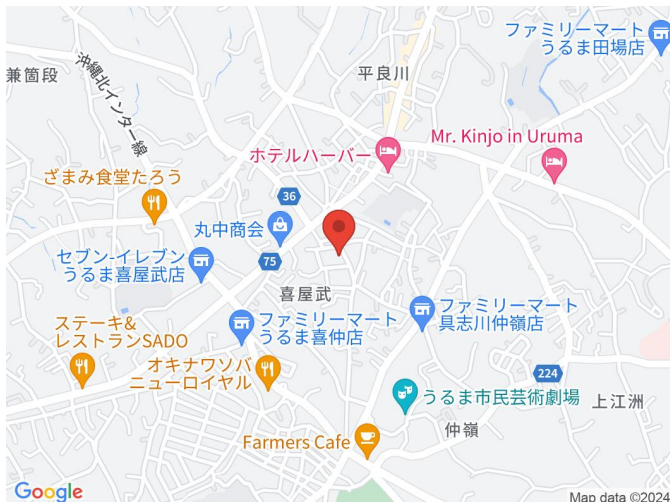 ファミリーマート
うるま田場店
兼箇段
沖縄北インター線
平良川
Mr. Kinjo in Uruma
ホテルハーバー
ざまみ食堂たろう
36
丸中商会
セブン-イレブン
うるま喜屋武店
75
喜屋武
ステーキ&
レストランSADO
ファミリーマート
うるま喜仲店
ファミリーマート
具志川仲嶺店
オキナワソバ
ニューロイヤル
224
うるま市民芸術劇場
上江洲
仲嶺
Farmers Cafe
Google
Map data ©2024